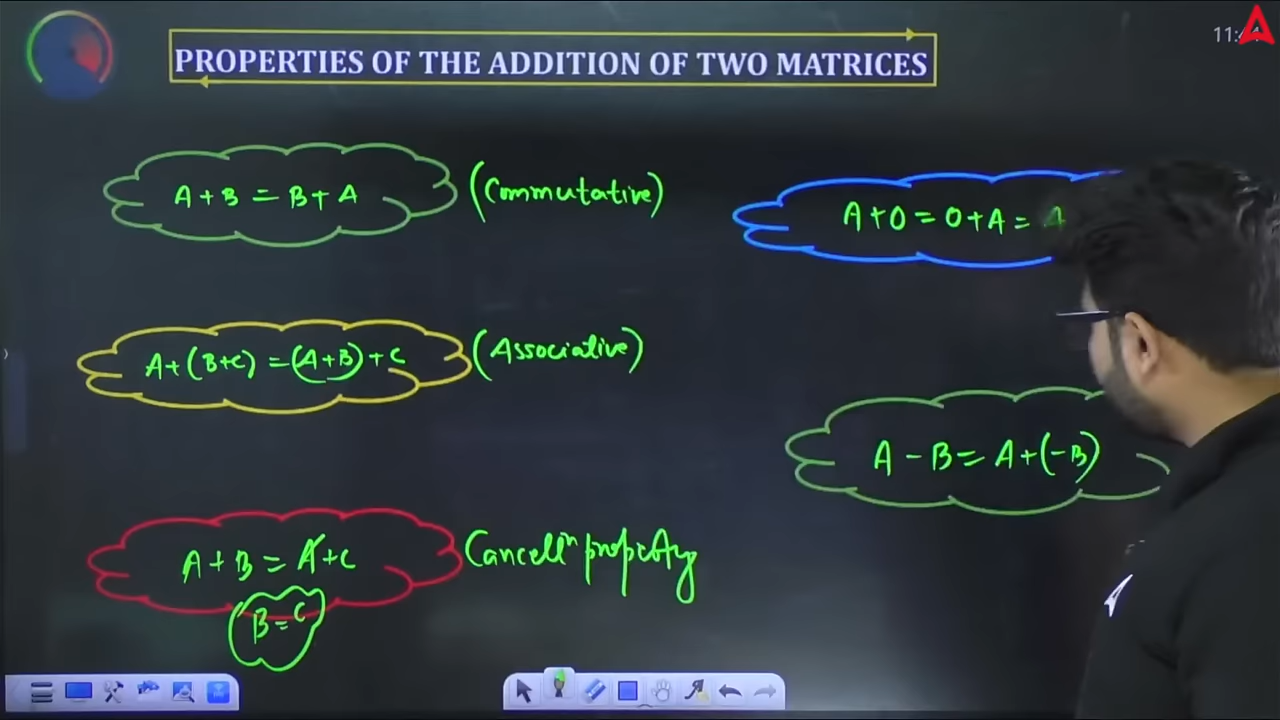 PROPERTIES OF THE ADDITION OF TWO MATRICES
A + B = B + A (Commutative)
A + (B+C) = (A+B) + C (Associative)
A + B = A + C Cancelln property
B = C
A + 0 = 0 + A = A
A - B = A + (-B)